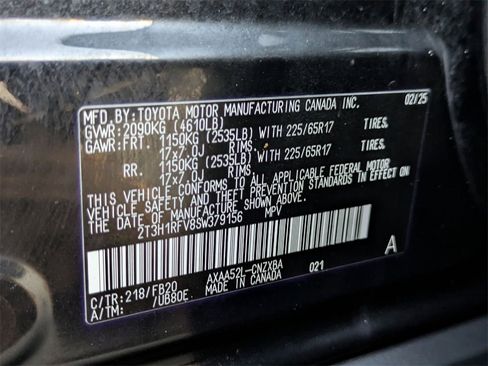 MFD. BY: TOYOTA MOTOR MANUFACTURING CANADA INC. 02/25
GVWR: 2090KG (4610LB)
GAWR: FRT. 1150KG (2535LB) WITH 225/65R17 TIRES.
17X7.0J RIMS.
RR. 1150KG (2535LB) WITH 225/65R17 TIRES.
17X7.0J RIMS.
THIS VEHICLE CONFORMS TO ALL APPLICABLE FEDERAL MOTOR
VEHICLE SAFETY AND THEFT PREVENTION STANDARDS IN EFFECT ON
THE DATE OF MANUFACTURE SHOWN ABOVE.
2T3H1RFV8SW379156 MPV
A
AXAA52L-CNZXBA
C/TR: 218/FB20 MADE IN CANADA 021
A/TM: /U680E